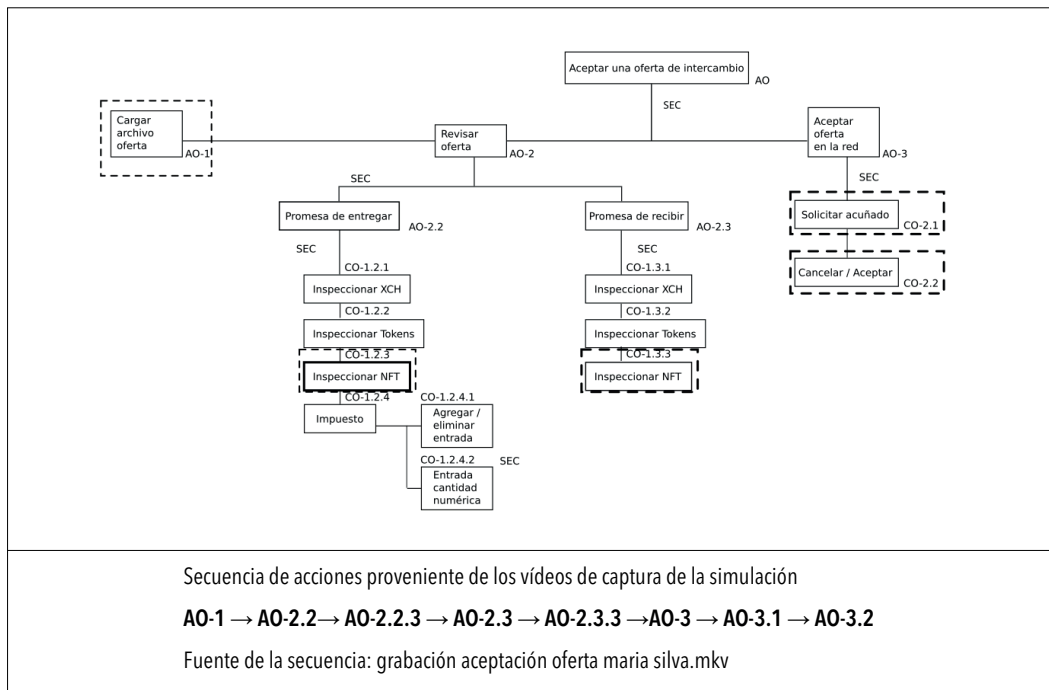 Aceptar una oferta de intercambio
AO
SEC
Cargar
archivo
oferta
AO-1
Revisar
oferta
AO-2
Aceptar
oferta
en la red
AO-3
SEC
SEC
Promesa de entregar
AO-2.2
Promesa de recibir
AO-2.3
Solicitar acuñado
CO-2.1
SEC
SEC
Cancelar / Aceptar
CO-2.2
CO-1.2.1
Inspeccionar XCH
CO-1.2.2
Inspeccionar Tokens
CO-1.2.3
Inspeccionar NFT
CO-1.2.4
Impuesto
CO-1.3.1
Inspeccionar XCH
CO-1.3.2
Inspeccionar Tokens
CO-1.3.3
Inspeccionar NFT
CO-1.2.4.1
Agregar /
eliminar
entrada
CO-1.2.4.2
SEC
Entrada
cantidad
numérica
Secuencia de acciones proveniente de los vídeos de captura de la simulación
AO-1 → AO-2.2→ AO-2.2.3 → AO-2.3 → AO-2.3.3 →AO-3 → AO-3.1 → AO-3.2
Fuente de la secuencia: grabación aceptación oferta maria silva.mkv